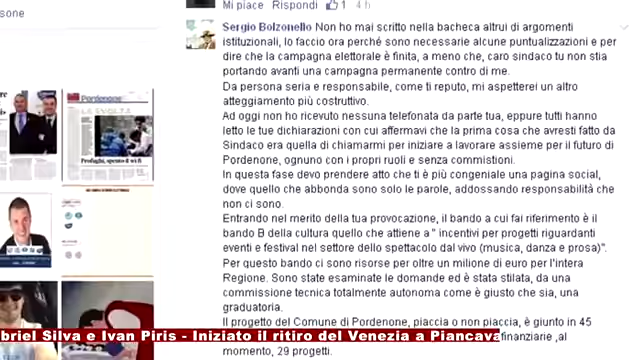 Mi piace Rispondi 1 4 h
sone
Sergio Bolzonello Non ho mai scritto nella bacheca altrui di argomenti
istituzionali, lo faccio ora perché sono necessarie alcune puntualizzazioni e per
dire che la campagna elettorale è finita, a meno che, caro sindaco tu non stia
portando avanti una campagna permanente contro di me.
Da persona seria e responsabile, come ti reputo, mi aspetterei un altro
atteggiamento più costruttivo.
Ad oggi non ho ricevuto nessuna telefonata da parte tua, eppure tutti hanno
letto le tue dichiarazioni con cui affermavi che la prima cosa che avresti fatto da
Sindaco era quella di chiamarmi per iniziare a lavorare assieme per il futuro di
Pordenone, ognuno con i propri ruoli e senza commistioni.
In questa fase devo prendere atto che ti è più congeniale una pagina social,
dove quello che abbonda sono solo le parole, addossando responsabilità che
non ci sono.
Entrando nel merito della tua provocazione, il bando a cui fai riferimento è il
bando B della cultura quello che attiene a " incentivi per progetti riguardanti
eventi e festival nel settore dello spettacolo dal vivo (musica, danza e prosa)".
Per questo bando ci sono risorse per oltre un milione di euro per l'intera
Regione. Sono state esaminate le domande ed è stata stilata, da una
commissione tecnica totalmente autonoma come è giusto che sia, una
graduatoria.
Il progetto del Comune di Pordenone, piaccia o non piaccia, è giunto in 45
finanziarie ,al
momento, 29 progetti.
Pordenone
LA SVOLTA
Profughi, spento il wi-fi
briel Silva e Ivan Piris - Iniziato il ritiro del Venezia a Piancava